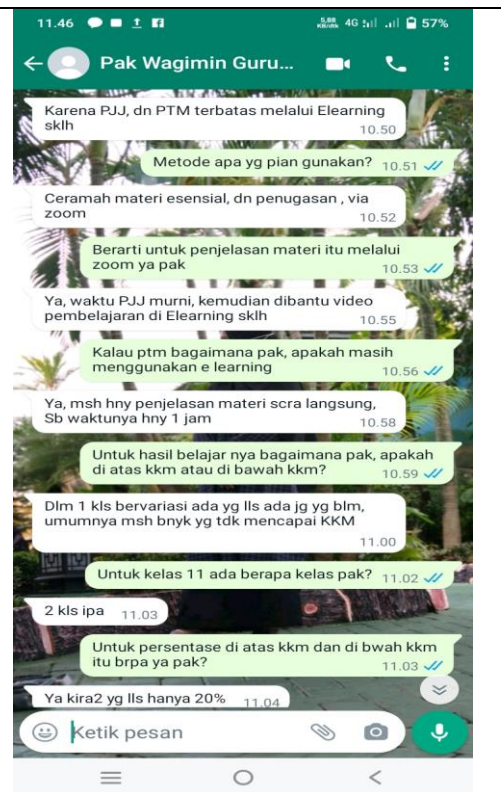 11.46
5,88 KB/dtk 4G 57%
Pak Wagimin Guru...
Karena PJJ, dn PTM terbatas melalui Elearning
sklh
10.50
Metode apa yg pian gunakan? 10.51
Ceramah materi esensial, dn penugasan , via
zoom
10.52
Berarti untuk penjelasan materi itu melalui
zoom ya pak
10.53
Ya, waktu PJJ murni, kemudian dibantu video
pembelajaran di Elearning sklh
10.55
Kalau ptm bagaimana pak, apakah masih
menggunakan e learning
10.56
Ya, msh hny penjelasan materi scra langsung,
Sb waktunya hny 1 jam
10.58
Untuk hasil belajar nya bagaimana pak, apakah
di atas kkm atau di bawah kkm?
10.59
Dlm 1 kls bervariasi ada yg lls ada jg yg blm,
umumnya msh bnyk yg tdk mencapai KKM
11.00
Untuk kelas 11 ada berapa kelas pak? 11.02
2 kls ipa 11.03
Untuk persentase di atas kkm dan di bwah kkm
itu brpa ya pak?
11.03
Ya kira2 yg lls hanya 20% 11.04
Ketik pesan